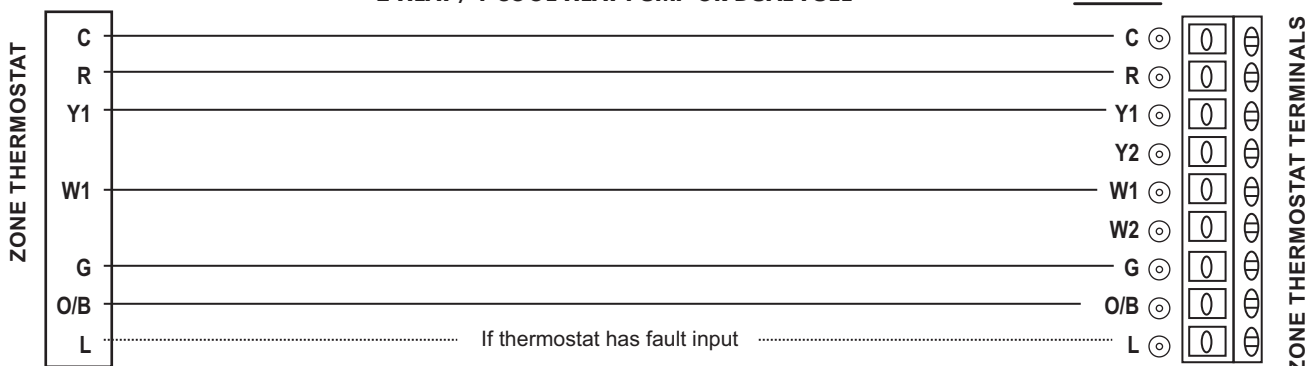 ZONE THERMOSTAT
C
R
Y1
W1
G
O/B
L
If thermostat has fault input
C
R
Y1
Y2
W1
W2
G
O/B
L
ZONE THERMOSTAT TERMINALS